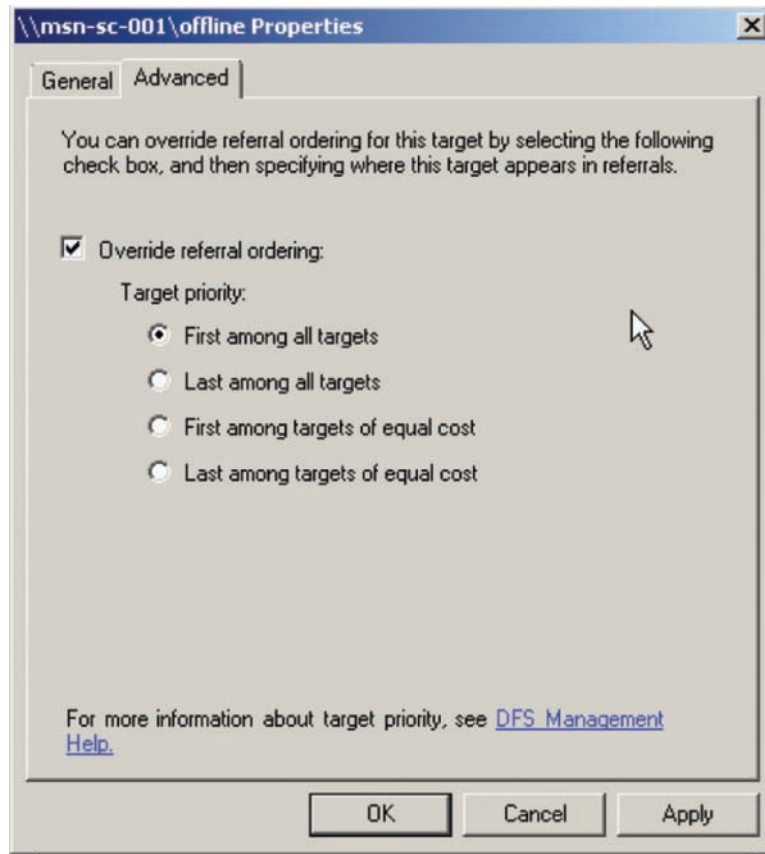 \\msn-sc-001\offline Properties
General
Advanced
You can override referral ordering for this target by selecting the following
check box, and then specifying where this target appears in referrals.
Override referral ordering:
Target priority:
First among all targets
Last among all targets
First among targets of equal cost
Last among targets of equal cost
For more information about target priority, see DFS Management
Help.
OK
Cancel
Apply